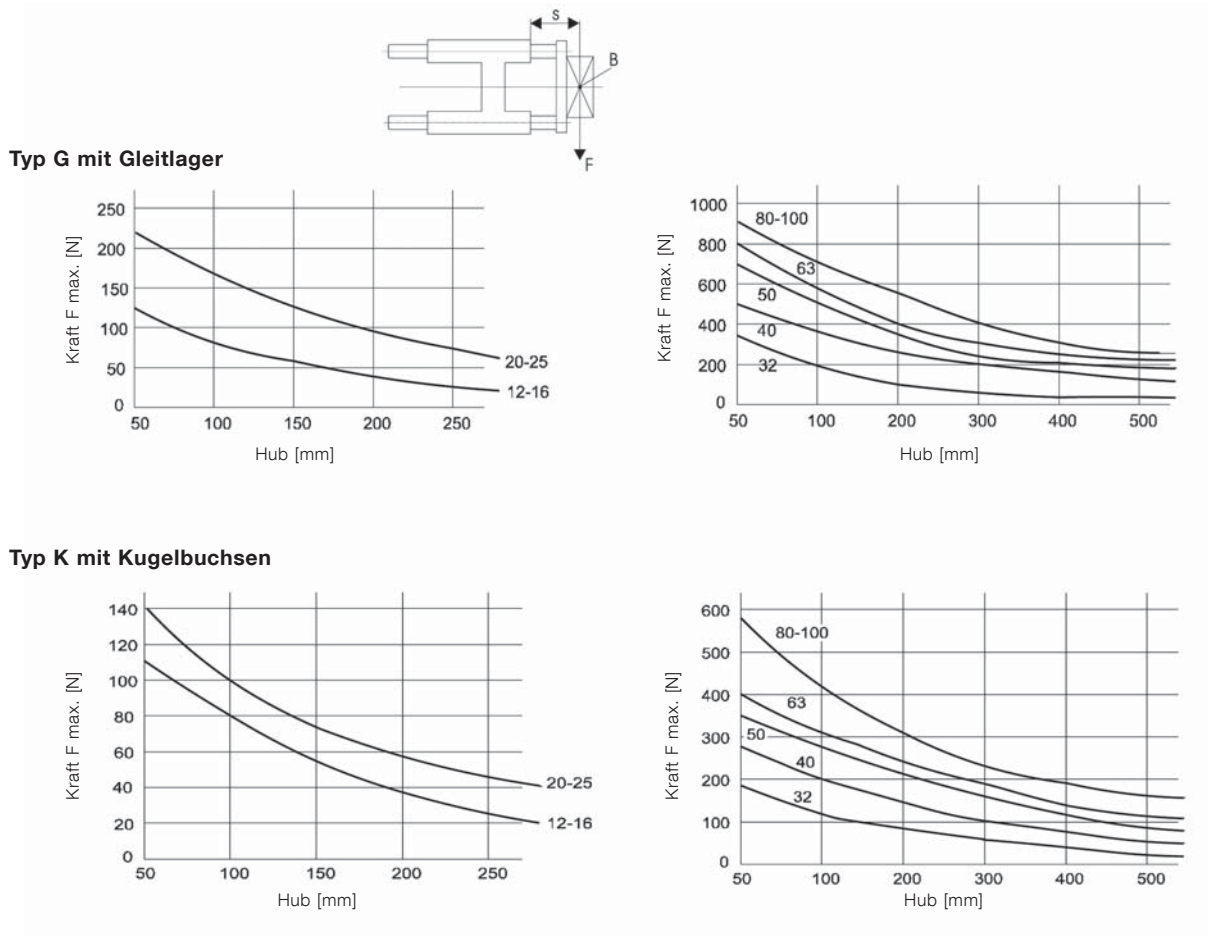 S
B
F
Typ G mit Gleitlager
Kraft F max. [N]
250
200
150
100
50
0
50 100 150 200 250
20-25
12-16
Hub [mm]
Kraft F max. [N]
1000
800
600
400
200
0
80-100
63
50
40
32
50 100 200 300 400 500
Hub [mm]
Typ K mit Kugelbuchsen
Kraft F max. [N]
140
120
100
80
60
40
20
0
50 100 150 200 250
20-25
12-16
Hub [mm]
Kraft F max. [N]
600
500
400
300
200
100
0
80-100
63
50
40
32
50 100 200 300 400 500
Hub [mm]